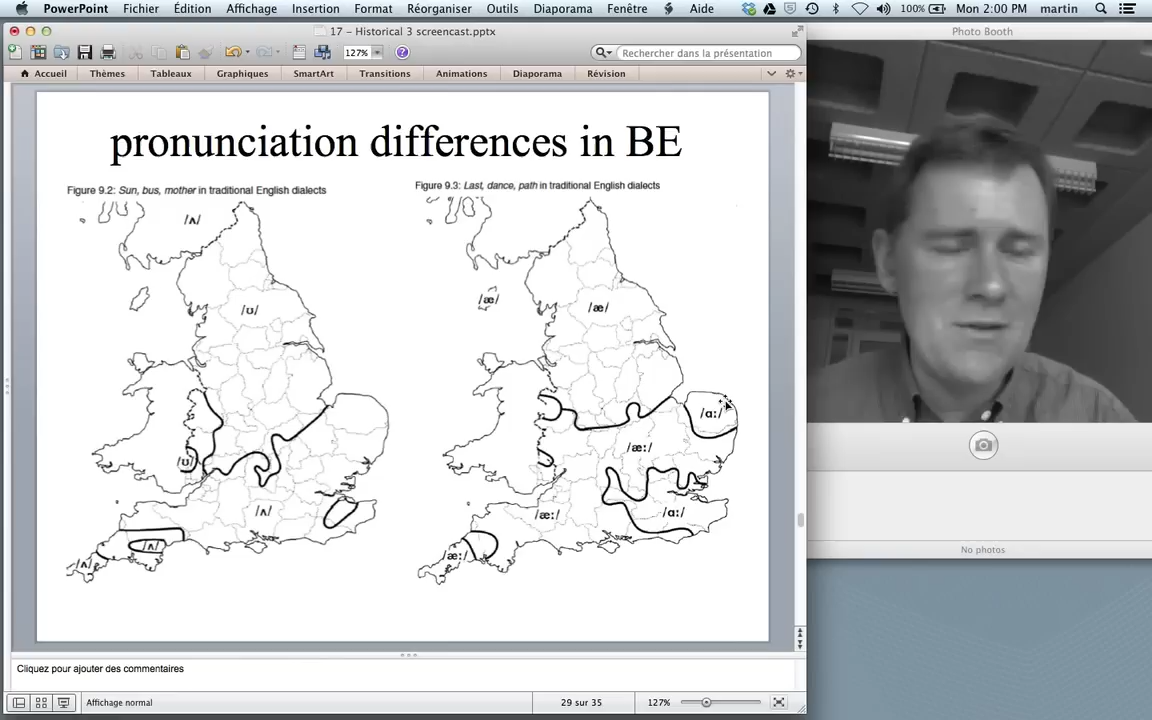 PowerPoint Fichier Édition Affichage Insertion Format Réorganiser Outils Diaporama Fenêtre Aide 100% Mon 2:00 PM martin
17 – Historical 3 screencast.pptx
Photo Booth
127%
Rechercher dans la présentation
Accueil Thèmes Tableaux Graphiques SmartArt Transitions Animations Diaporama Révision
pronunciation differences in BE
Figure 9.2: Sun, bus, mother in traditional English dialects
Figure 9.3: Last, dance, path in traditional English dialects
/ʌ/
/ʊ/
/ʊ/
/ʌ/
/ʌ/
/ʌ/
/æ/
/æ/
/ɑː/
/æː/
/æː/
/ɑː/
/æː/
No photos
Cliquez pour ajouter des commentaires
Affichage normal
29 sur 35
127%